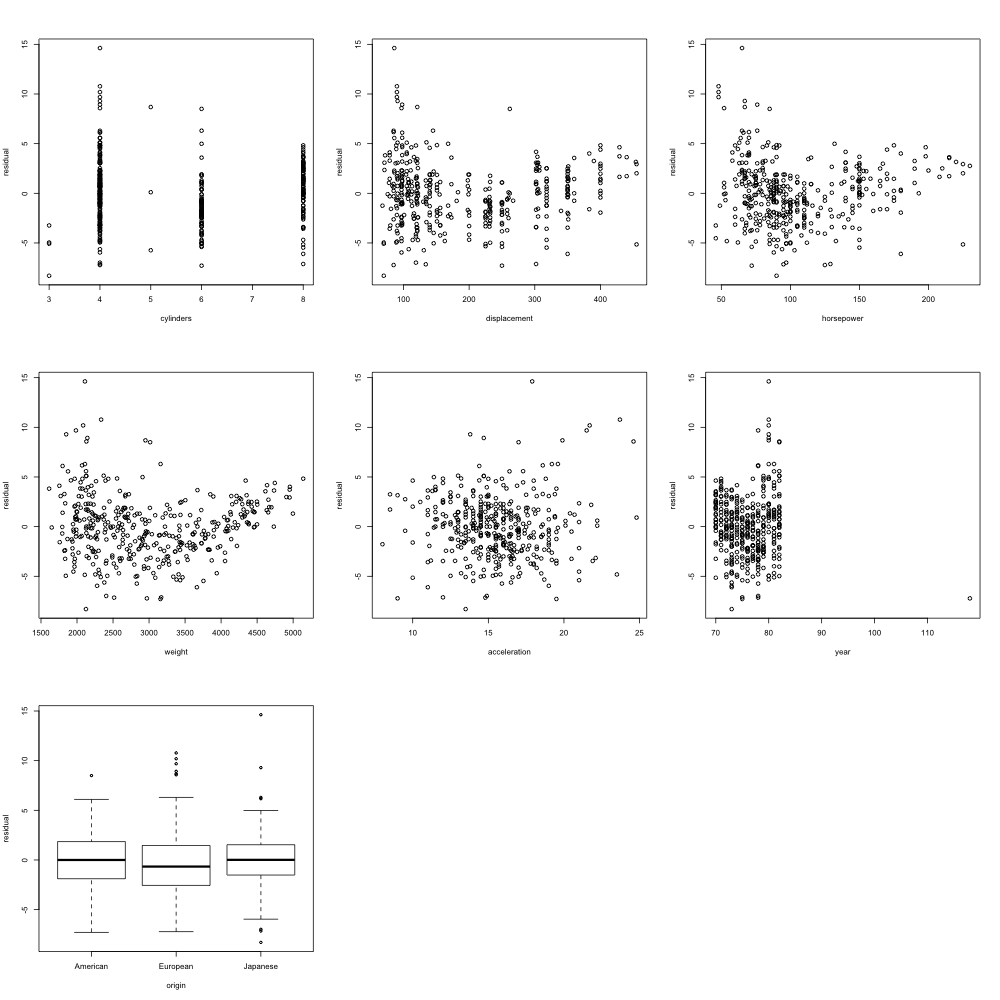 residual
15
10
5
0
-5
3 4 5 6 7 8
cylinders
residual
15
10
5
0
-5
100 200 300 400
displacement
residual
15
10
5
0
-5
50 100 150 200
horsepower
residual
15
10
5
0
-5
1500 2000 2500 3000 3500 4000 4500 5000
weight
residual
15
10
5
0
-5
10 15 20 25
acceleration
residual
15
10
5
0
-5
70 80 90 100 110
year
residual
15
10
5
0
-5
American European Japanese
origin